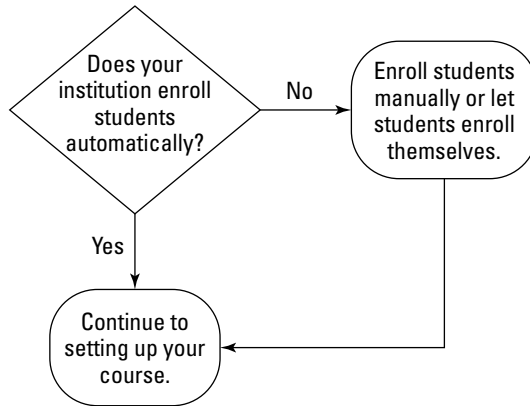 Does your
institution enroll
students
automatically?
No
Enroll students
manually or let
students enroll
themselves.
Yes
Continue to
setting up your
course.